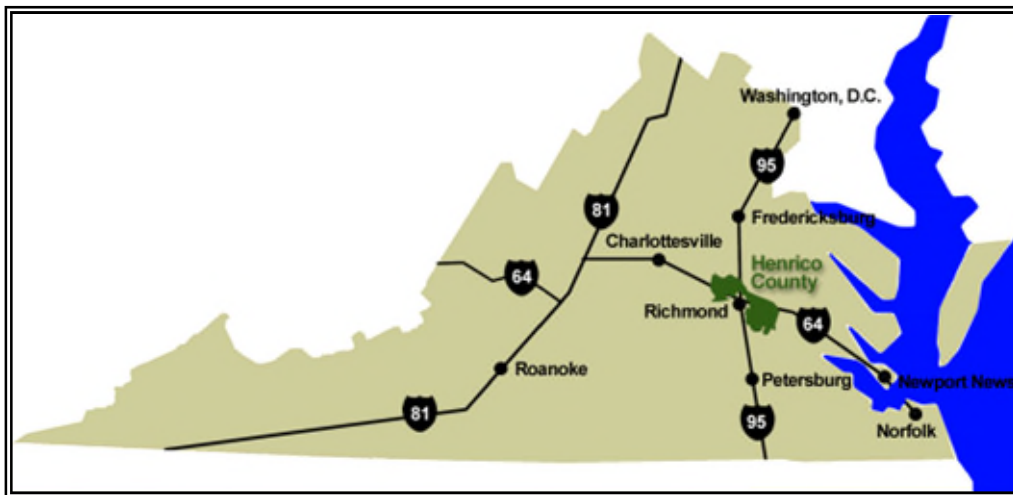 Washington, D.C.
95
81
Fredericksburg
Charlottesville
64
Henrico
County
Richmond
64
Roanoke
Petersburg
Newport News
81
95
Norfolk